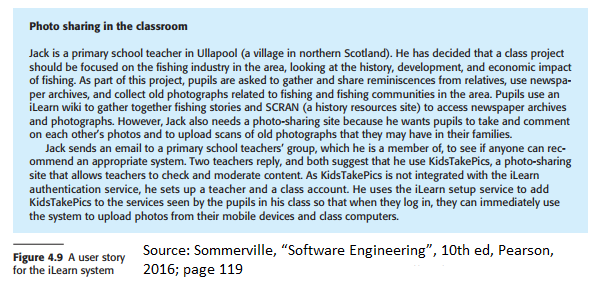 Photo sharing in the classroom
Jack is a primary school teacher in Ullapool (a village in northern Scotland). He has decided that a class project
should be focused on the fishing industry in the area, looking at the history, development, and economic impact
of fishing. As part of this project, pupils are asked to gather and share reminiscences from relatives, use newspa-
per archives, and collect old photographs related to fishing and fishing communities in the area. Pupils use an
iLearn wiki to gather together fishing stories and SCRAN (a history resources site) to access newspaper archives
and photographs. However, Jack also needs a photo-sharing site because he wants pupils to take and comment
on each other's photos and to upload scans of old photographs that they may have in their families.
Jack sends an email to a primary school teachers' group, which he is a member of, to see if anyone can rec-
ommend an appropriate system. Two teachers reply, and both suggest that he use KidsTakePics, a photo-sharing
site that allows teachers to check and moderate content. As KidsTakePics is not integrated with the iLearn
authentication service, he sets up a teacher and a class account. He uses the iLearn setup service to add
KidsTakePics to the services seen by the pupils in his class so that when they log in, they can immediately use
the system to upload photos from their mobile devices and class computers.
Figure 4.9 A user story
for the iLearn system
Source: Sommerville, "Software Engineering", 10th ed, Pearson,
2016; page 119